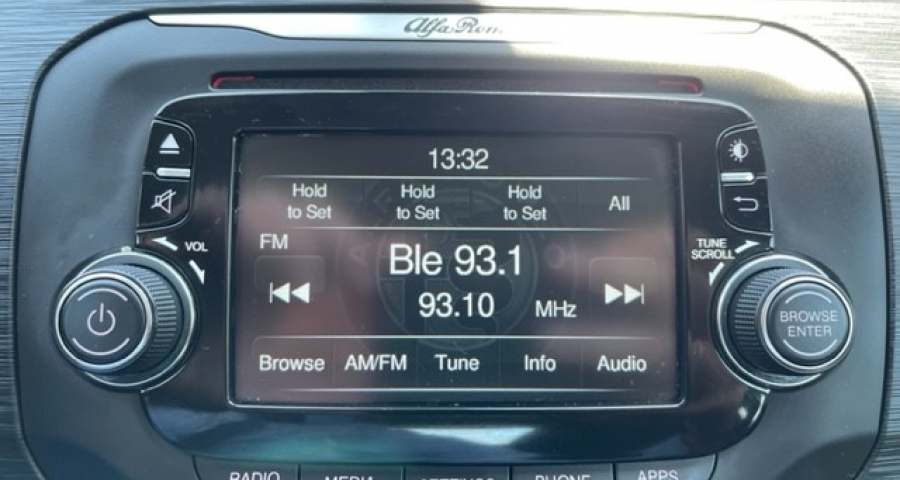 Alfa Rom
13:32
Hold to Set
Hold to Set
Hold to Set
All
FM
Ble 93.1
93.10 MHz
Browse AM/FM Tune Info Audio
VOL
TUNE
SCROLL
BROWSE
ENTER
RADIO MEDIA SETTINGS PHONE APPS